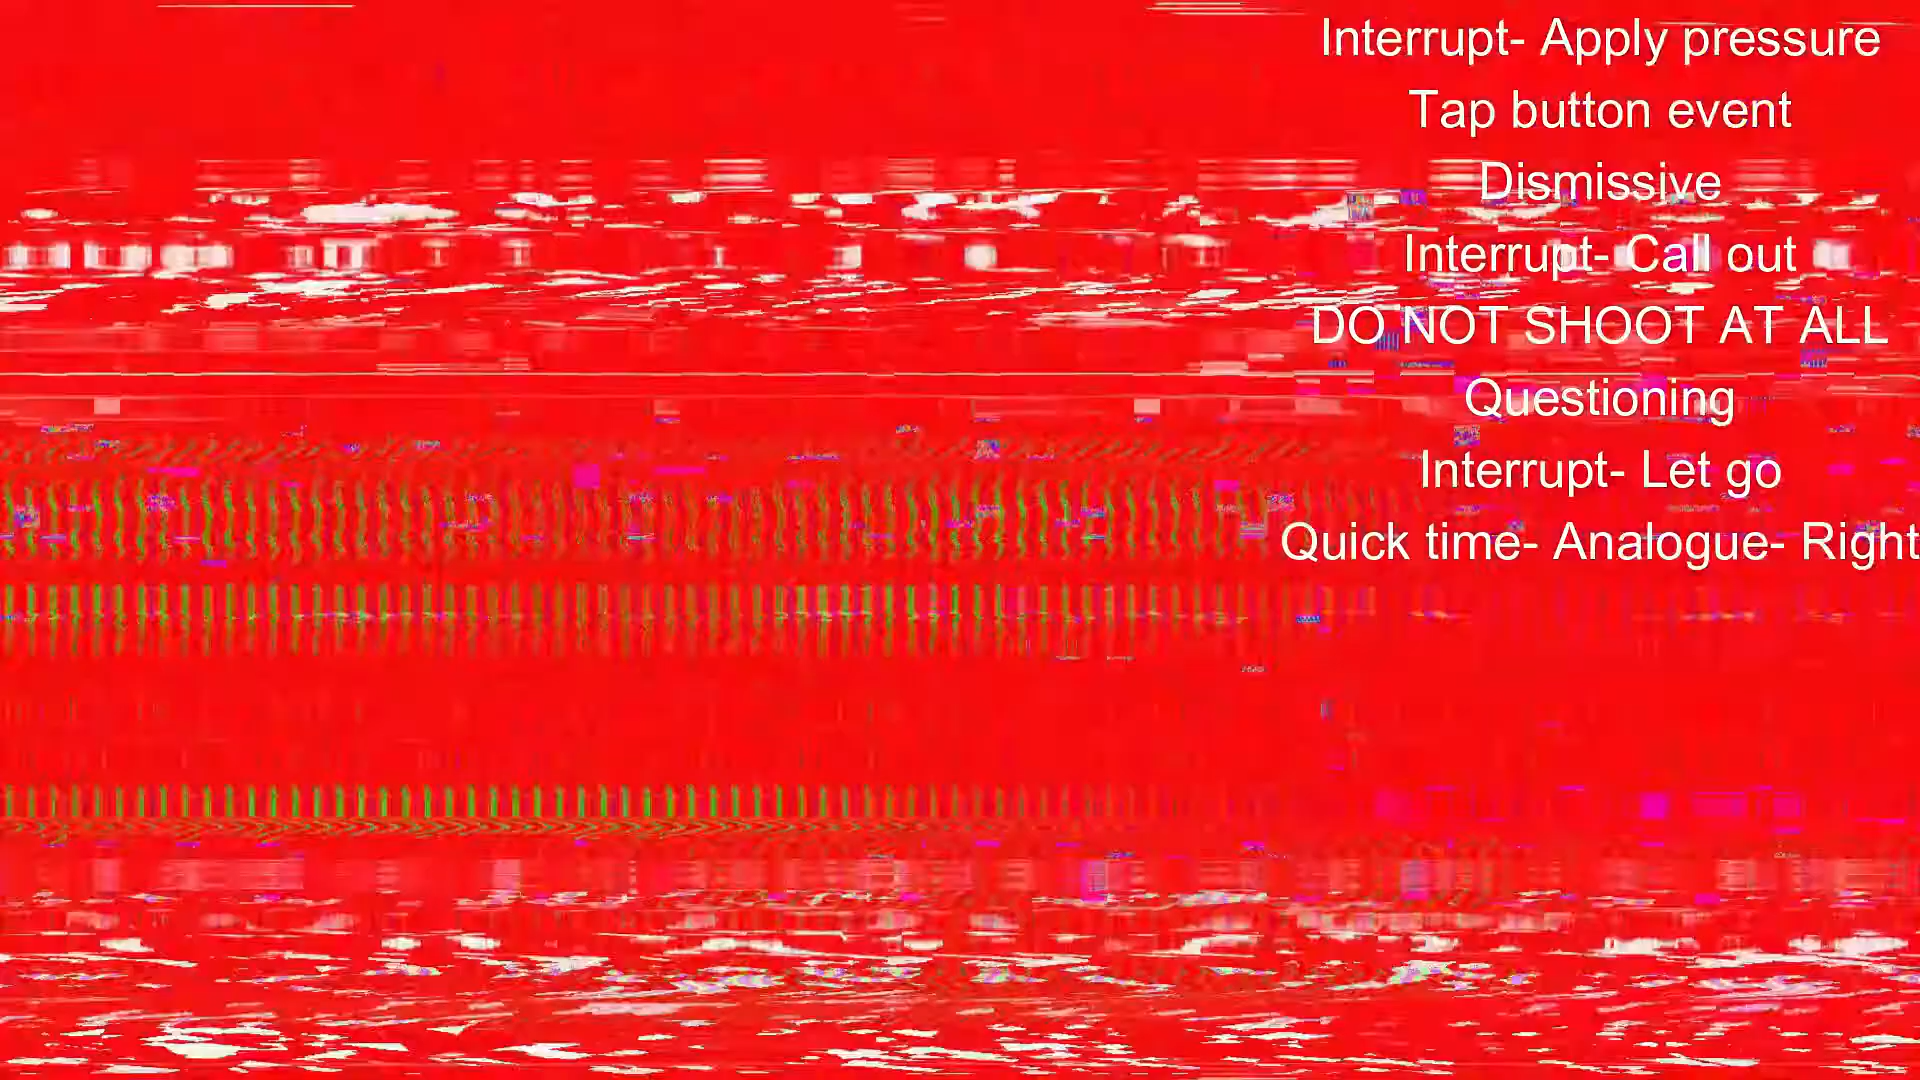 Interrupt- Apply pressure
Tap button event
Dismissive
Interrupt- Call out
DO NOT SHOOT AT ALL
Questioning
Interrupt- Let go
Quick time- Analogue- Right